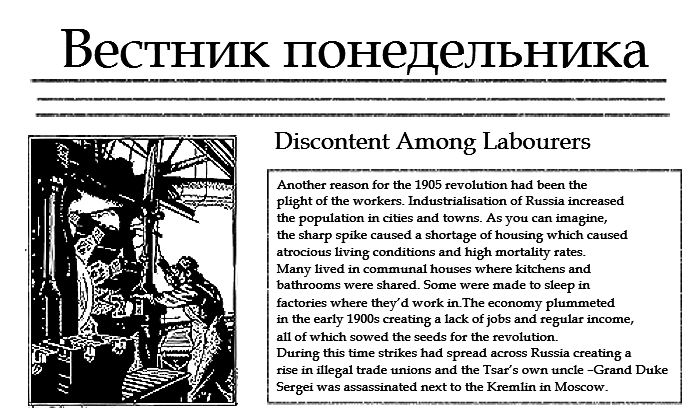 Вестник понедельника
Discontent Among Labourers
Another reason for the 1905 revolution had been the
plight of the workers. Industrialisation of Russia increased
the population in cities and towns. As you can imagine,
the sharp spike caused a shortage of housing which caused
atrocious living conditions and high mortality rates.
Many lived in communal houses where kitchens and
bathrooms were shared. Some were made to sleep in
factories where they'd work in.The economy plummeted
in the early 1900s creating a lack of jobs and regular income,
all of which sowed the seeds for the revolution.
During this time strikes had spread across Russia creating a
rise in illegal trade unions and the Tsar's own uncle –Grand Duke
Sergei was assassinated next to the Kremlin in Moscow.